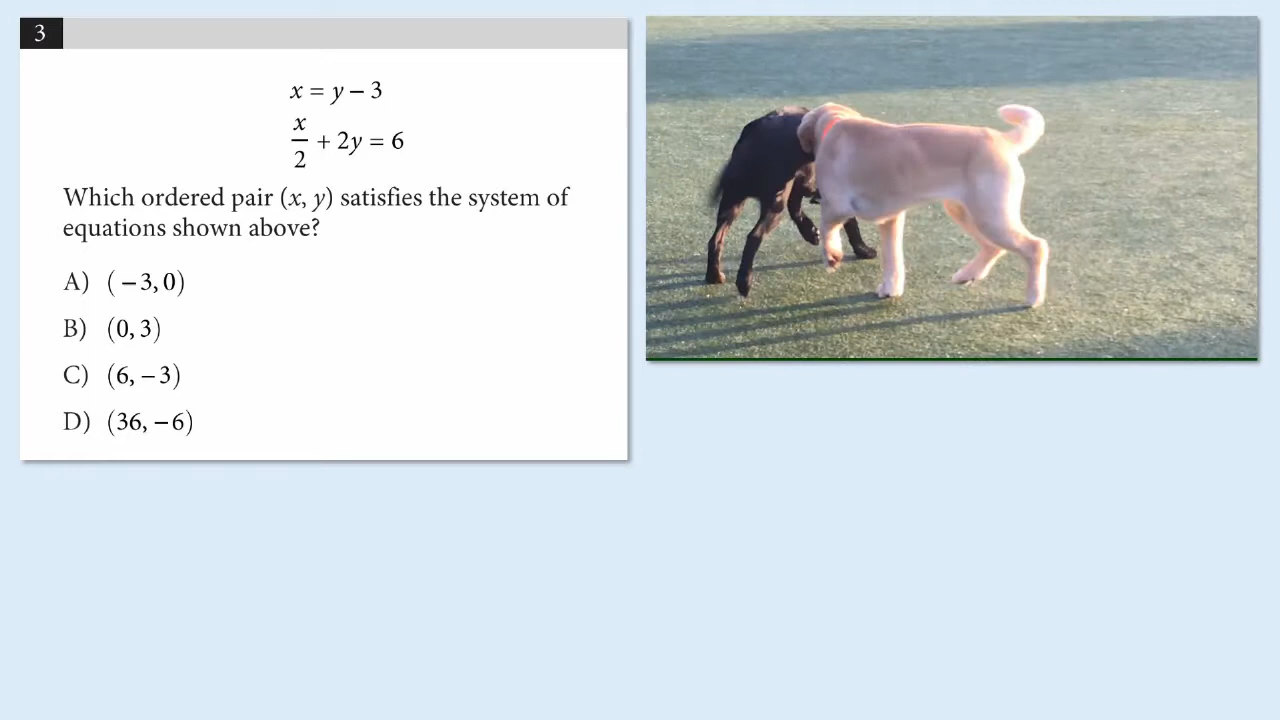 3
x = y − 3
x/2 + 2y = 6
Which ordered pair (x, y) satisfies the system of
equations shown above?
A) (−3, 0)
B) (0, 3)
C) (6, −3)
D) (36, −6)